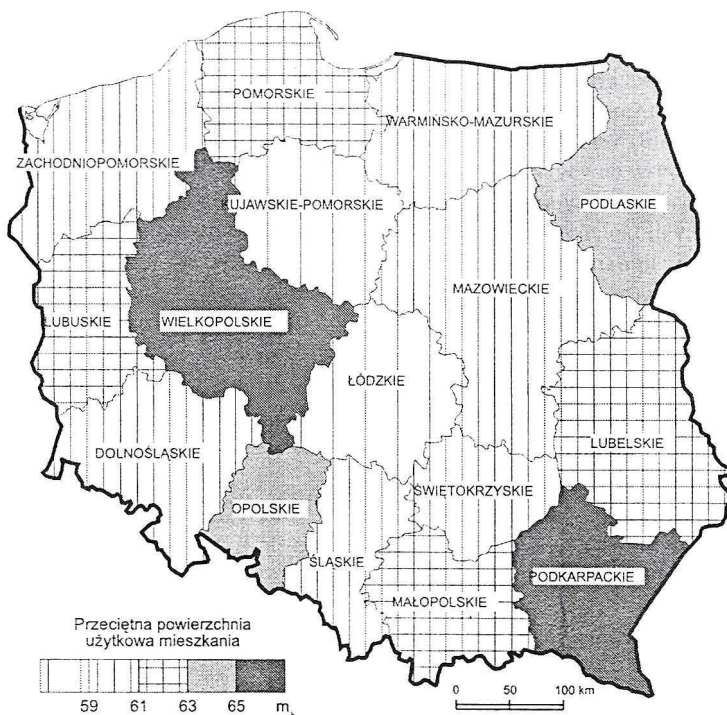 POMORSKIE
WARMIŃSKO-MAZURSKIE
ZACHODNIOPOMORSKIE
KUJAWSKIE-POMORSKIE
PODLASKIE
MAZOWIECKIE
LUBUSKIE
WIELKOPOLSKIE
ŁÓDZKIE
LUBELSKIE
DOLNOŚLĄSKIE
ŚWIĘTOKRZYSKIE
OPOLSKIE
ŚLĄSKIE
PODKARPACKIE
MAŁOPOLSKIE
Przeciętna powierzchnia
użytkowa mieszkania
59 61 63 65 m
0 50 100 km